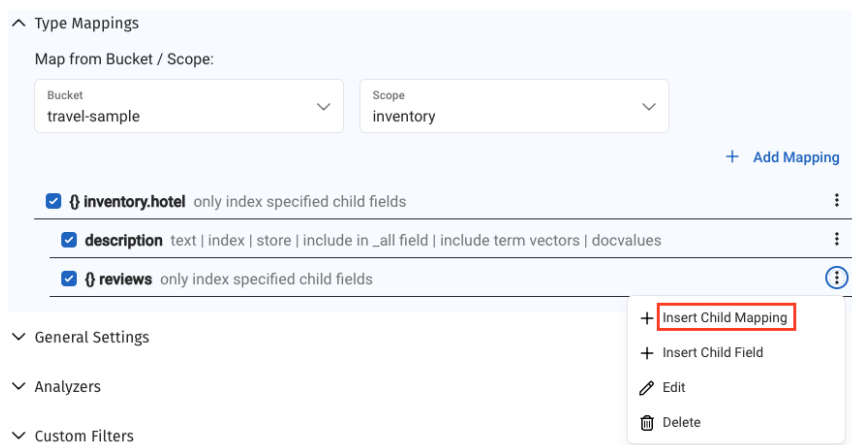 Type Mappings
Map from Bucket / Scope:
Bucket
travel-sample
Scope
inventory
+ Add Mapping
{} inventory.hotel only index specified child fields
description text | index | store | include in _all field | include term vectors | docvalues
{} reviews only index specified child fields
+ Insert Child Mapping
+ Insert Child Field
Edit
Delete
General Settings
Analyzers
Custom Filters